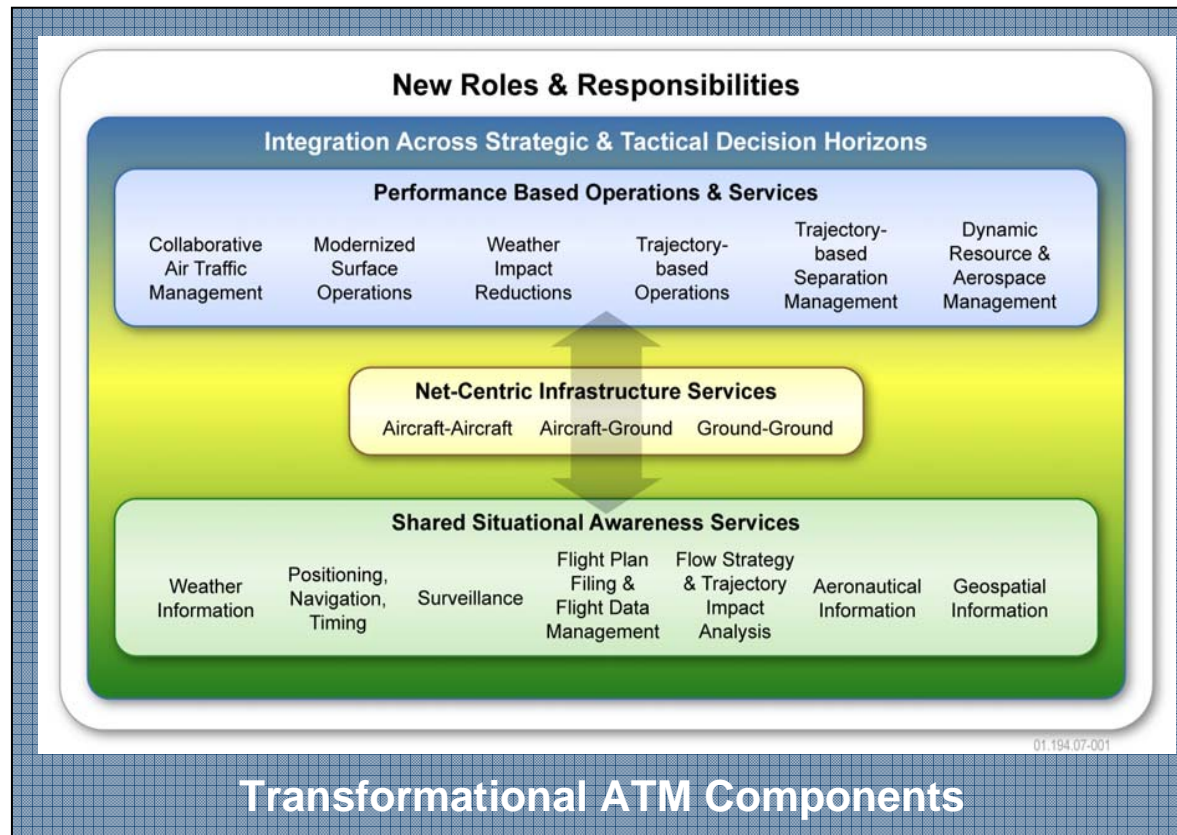 New Roles & Responsibilities
Integration Across Strategic & Tactical Decision Horizons
Performance Based Operations & Services
Collaborative
Air Traffic
Management
Modernized
Surface
Operations
Weather
Impact
Reductions
Trajectory-
based
Operations
Trajectory-
based
Separation
Management
Dynamic
Resource &
Aerospace
Management
Net-Centric Infrastructure Services
Aircraft-Aircraft Aircraft-Ground Ground-Ground
Shared Situational Awareness Services
Weather
Information
Positioning,
Navigation,
Timing
Surveillance
Flight Plan
Filing &
Flight Data
Management
Flow Strategy
& Trajectory
Impact
Analysis
Aeronautical
Information
Geospatial
Information
01.194.07-001
Transformational ATM Components